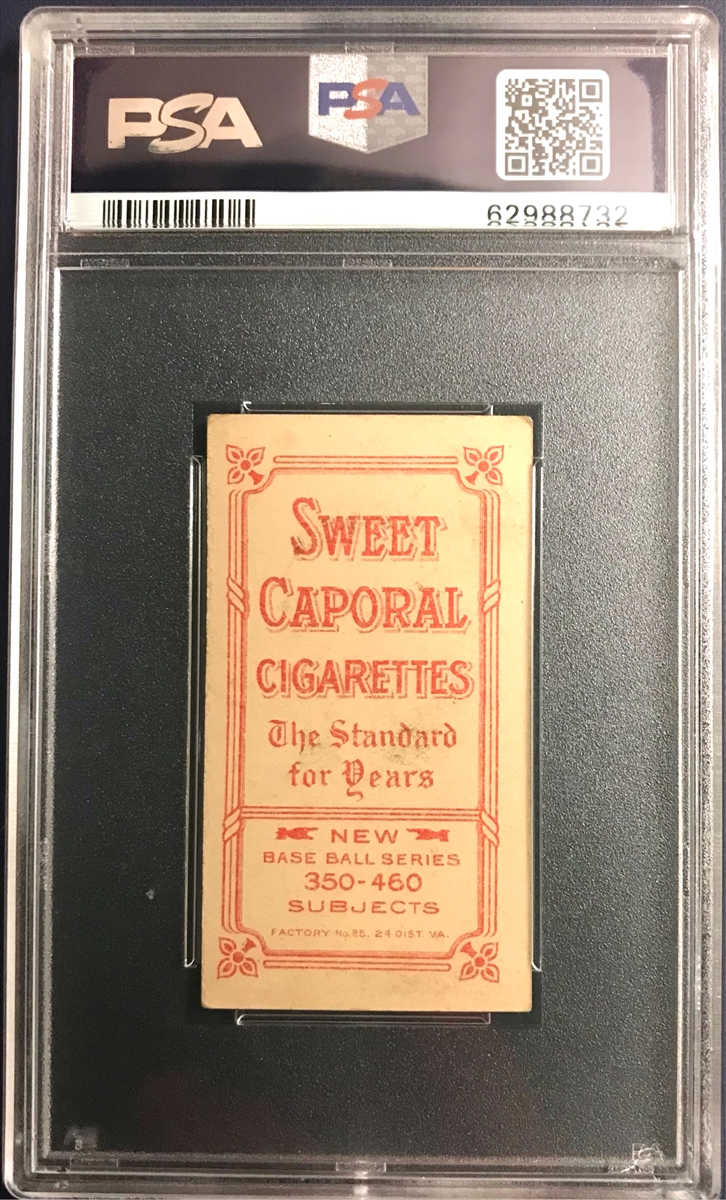 PSA
PSA
62988732
SWEET
CAPORAL
CIGARETTES
The Standard
for Years
NEW
BASE BALL SERIES
350-460
SUBJECTS
FACTORY No. 25. 2d DIST. VA.
PSA